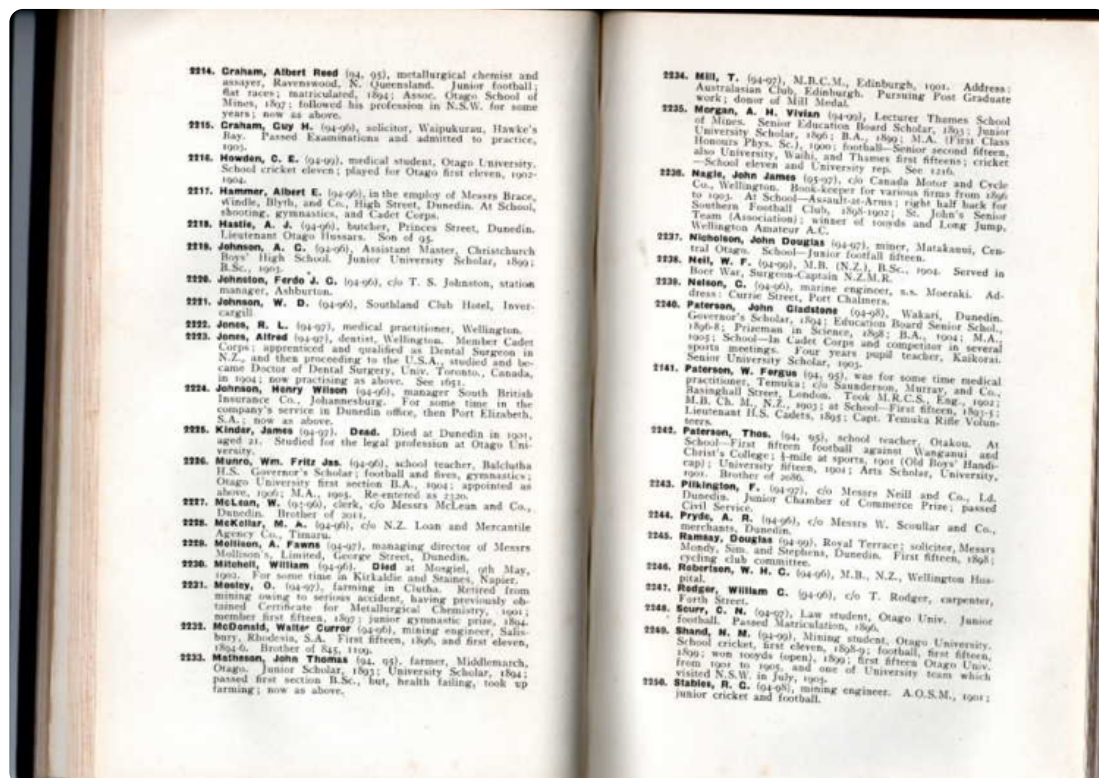 2214. Graham, Albert Reed (94, 95), metallurgical chemist and
assayer, Ravenswood, N. Queensland. Junior football;
flat races; matriculated, 1894; Assoc. Otago School of
Mines, 1897; followed his profession in N.S.W. for some
years; now as above.
2215. Graham, Guy H. (94-96), solicitor, Waipukurau, Hawke's
Bay. Passed Examinations and admitted to practice,
1903.
2216. Howden, C. E. (94-99), medical student, Otago University.
School cricket eleven; played for Otago first eleven, 1902-
1904.
2217. Hammer, Albert E. (94-96), in the employ of Messrs Brace,
Windle, Blyth, and Co., High Street, Dunedin. At School,
shooting, gymnastics, and Cadet Corps.
2218. Hastie, A. J. (94-96), butcher, Princes Street, Dunedin.
Lieutenant Otago Hussars. Son of 95.
2219. Johnson, A. C. (94-96), Assistant Master, Christchurch
Boys' High School. Junior University Scholar, 1899;
B.Sc., 1903.
2220. Johnston, Ferdo J. G. (94-96), c/o T. S. Johnston, station
manager, Ashburton.
2221. Johnson, W. D. (94-96), Southland Club Hotel, Inver-
cargill
2222. Jones, R. L. (94-97), medical practitioner, Wellington.
2223. Jones, Alfred (94-97), dentist, Wellington. Member Cadet
Corps; apprenticed and qualified as Dental Surgeon in
N.Z., and then proceeding to the U.S.A., studied and be-
came Doctor of Dental Surgery, Univ. Toronto, Canada,
in 1904; now practising as above. See 1651.
2224. Johnson, Henry Wilson (94-96), manager South British
Insurance Co., Johannesburg. For some time in the
company's service in Dunedin office, then Port Elizabeth,
S.A.; now as above.
2225. Kinder, James (94-97). Dead. Died at Dunedin in 1901,
aged 21. Studied for the legal profession at Otago Uni-
versity.
2226. Munro, Wm. Fritz Jas. (94-96), school teacher, Balclutha
H.S. Governor's Scholar; football and fives, gymnastics;
Otago University first section B.A., 1904; appointed as
above, 1906; M.A., 1905. Re-entered as 2320.
2227. McLean, W. (93-96), clerk, c/o Messrs McLean and Co.,
Dunedin. Brother of 2011.
2228. McKellar, M. A. (94-96), c/o N.Z. Loan and Mercantile
Agency Co., Timaru.
2229. Mollison, A. Fawns (94-97), managing director of Messrs
Mollison's, Limited, George Street, Dunedin.
2230. Mitchell, William (94-96). Died at Mosgiel, 9th May,
1902. For some time in Kirkaldie and Staines, Napier.
2231. Mosley, O. (94-97), farming in Clutha. Retired from
mining owing to serious accident, having previously ob-
tained Certificate for Metallurgical Chemistry, 1901;
member first fifteen, 1897; junior gymnastic prize, 1894.
2232. McDonald, Walter Curror (94-96), mining engineer, Salis-
bury, Rhodesia, S.A. First fifteen, 1896, and first eleven,
1894-6. Brother of 845, 1109.
2233. Matheson, John Thomas (94, 95), farmer, Middlemarch,
Otago. Junior Scholar, 1893; University Scholar, 1894;
passed first section B.Sc., but, health failing, took up
farming; now as above.
2234. Mill, T. (94-97), M.B.C.M., Edinburgh, 1901. Address:
Australasian Club, Edinburgh. Pursuing Post Graduate
work; donor of Mill Medal.
2235. Morgan, A. H. Vivian (94-99), Lecturer Thames School
of Mines. Senior Education Board Scholar, 1893; Junior
University Scholar, 1896; B.A., 1899; M.A. (First Class
Honours Phys. Sc.), 1900; football—Senior second fifteen,
also University, Waihi, and Thames first fifteens; cricket
—School eleven and University rep. See 1216.
2236. Nagle, John James (95-97), c/o Canada Motor and Cycle
Co., Wellington. Book-keeper for various firms from 1896
to 1903. At School—Assault-at-Arms; right half back for
Southern Football Club, 1898-1902; St. John's Senior
Team (Association); winner of 100yds and Long Jump,
Wellington Amateur A.C.
2237. Nicholson, John Douglas (94-97), miner, Matakanui, Cen-
tral Otago. School—Junior footfall fifteen.
2238. Neil, W. F. (94-99), M.B. (N.Z.), B.Sc., 1904. Served in
Boer War, Surgeon-Captain N.Z.M.R.
2239. Nelson, C. (94-96), marine engineer, s.s. Moeraki. Ad-
dress: Currie Street, Port Chalmers.
2240. Paterson, John Gladstone (94-98), Wakari, Dunedin.
Governor's Scholar, 1894; Education Board Senior Schol.,
1896-8; Prizeman in Science, 1898; B.A., 1904; M.A.,
1905; School—In Cadet Corps and competitor in several
sports meetings. Four years pupil teacher, Kaikorai.
Senior University Scholar, 1903.
2141. Paterson, W. Fergus (94, 95), was for some time medical
practitioner, Temuka; c/o Saunderson, Murray, and Co.,
Basinghall Street, London. Took M.R.C.S., Eng., 1902;
M.B. Ch. M., N.Z., 1903; at School—First fifteen, 1893-5;
Lieutenant H.S. Cadets, 1895; Capt. Temuka Rifle Volun-
teers.
2242. Paterson, Thos. (94, 95), school teacher, Otakou. At
School—First fifteen football against Wanganui and
Christ's College; ½-mile at sports, 1901 (Old Boys' Handi-
cap); University fifteen, 1901; Arts Scholar, University,
1901. Brother of 2086.
2243. Pilkington, F. (94-97), c/o Messrs Neill and Co., Ld.
Dunedin. Junior Chamber of Commerce Prize; passed
Civil Service.
2244. Pryde, A. R. (94-96), c/o Messrs W. Scoullar and Co.,
merchants, Dunedin.
2245. Ramsay, Douglas (94-99), Royal Terrace; soliciter, Messrs
Mondy, Sim, and Stephens, Dunedin. First fifteen, 1898;
cycling club committee.
2246. Robertson, W. H. C. (94-96), M.B., N.Z., Wellington Hos-
pital.
2247. Rodger, William C. (94-96), c/o T. Rodger, carpenter,
Forth Street.
2248. Scurr, C. N. (94-97), Law student, Otago Univ. Junior
football. Passed Matriculation, 1896.
2249. Shand, N. M. (94-99), Mining student, Otago University.
School cricket, first eleven, 1898-9; football, first fifteen,
1899; won 100yds (open), 1899; first fifteen Otago Univ.
from 1901 to 1905, and one of University team which
visited N.S.W. in July, 1905.
2250. Stables, R. C. (94-98), mining engineer. A.O.S.M., 1901;
junior cricket and football.